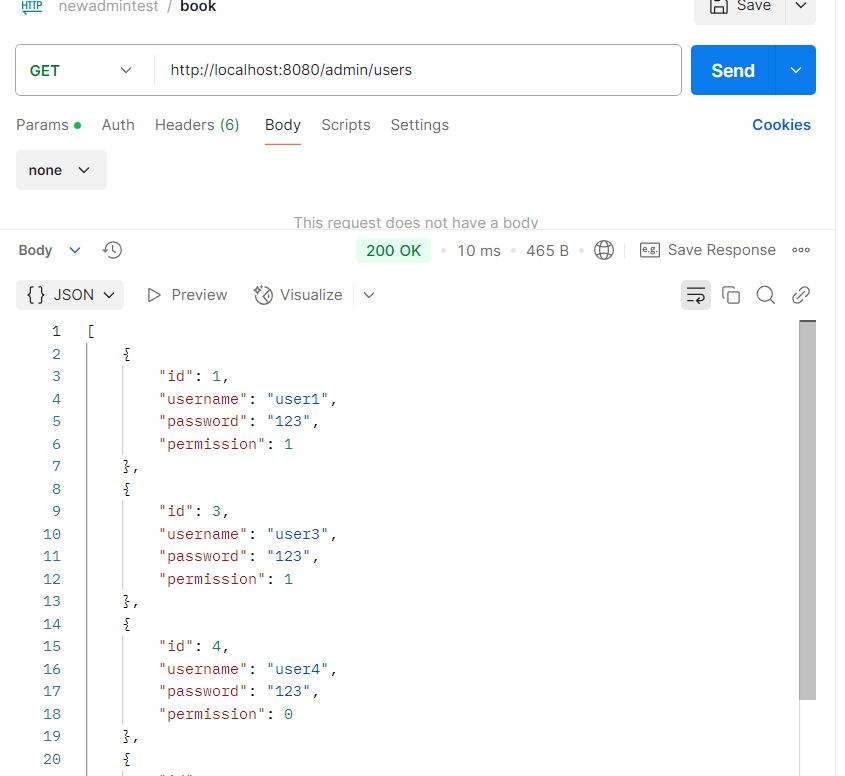 HTTP newadmintest / book Save
GET http://localhost:8080/admin/users Send
Params Auth Headers (6) Body Scripts Settings Cookies
none
This request does not have a body
Body 200 OK 10 ms 465 B e.g. Save Response
{} JSON Preview Visualize
1 [
2 {
3 "id": 1,
4 "username": "user1",
5 "password": "123",
6 "permission": 1
7 },
8 {
9 "id": 3,
10 "username": "user3",
11 "password": "123",
12 "permission": 1
13 },
14 {
15 "id": 4,
16 "username": "user4",
17 "password": "123",
18 "permission": 0
19 },
20 {